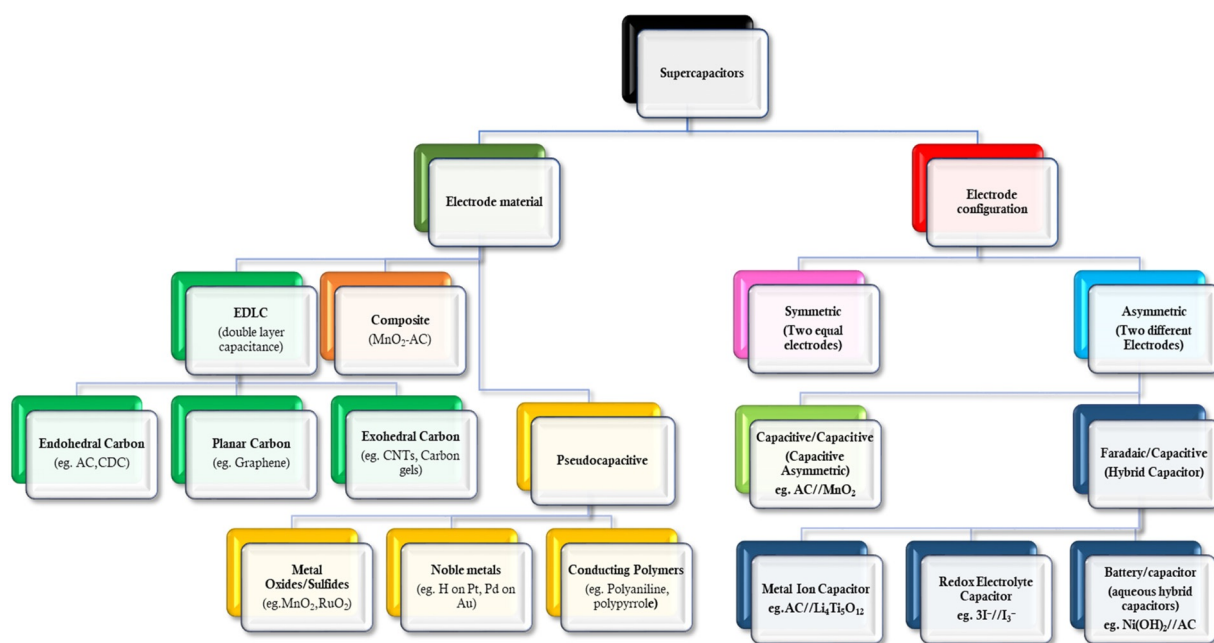 Supercapacitors
Electrode material
Electrode
configuration
EDLC
(double layer
capacitance)
Composite
(MnO₂-AC)
Symmetric
(Two equal
electrodes)
Asymmetric
(Two different
Electrodes)
Endohedral Carbon
(eg. AC,CDC)
Planar Carbon
(eg. Graphene)
Exohedral Carbon
(eg. CNTs, Carbon
gels)
Pseudocapacitive
Capacitive/Capacitive
(Capacitive
Asymmetric)
eg. AC//MnO₂
Faradaic/Capacitive
(Hybrid Capacitor)
Metal
Oxides/Sulfides
(eg.MnO₂,RuO₂)
Noble metals
(eg. H on Pt, Pd on
Au)
Conducting Polymers
(eg. Polyaniline,
polypyrrole)
Metal Ion Capacitor
eg.AC//Li₄Ti₅O₁₂
Redox Electrolyte
Capacitor
eg. 3I⁻//I₃⁻
Battery/capacitor
(aqueous hybrid
capacitors)
eg. Ni(OH)₂//AC